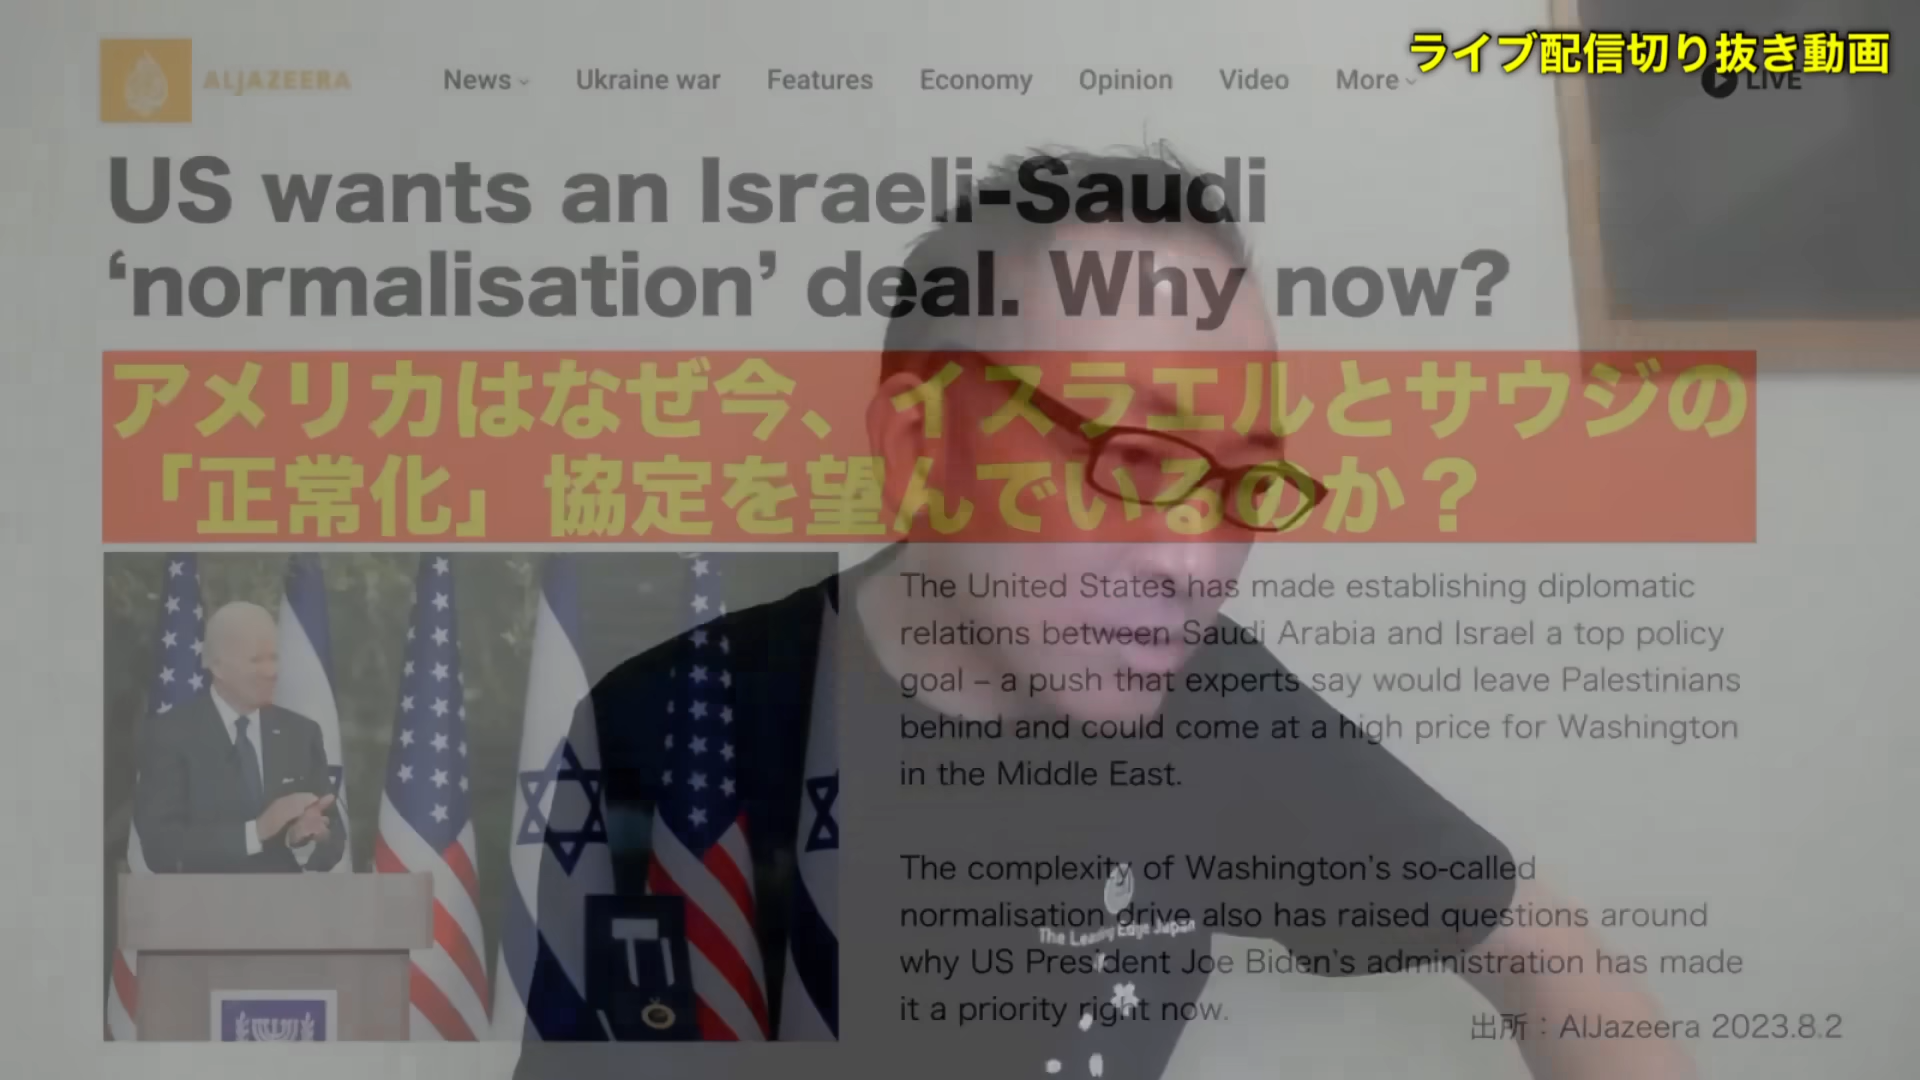 ライブ配信切り抜き動画
ALJAZEERA
News Ukraine war Features Economy Opinion Video More LIVE
US wants an Israeli-Saudi
‘normalisation’ deal. Why now?
アメリカはなぜ今、イスラエルとサウジの
「正常化」協定を望んでいるのか？
The United States has made establishing diplomatic
relations between Saudi Arabia and Israel a top policy
goal – a push that experts say would leave Palestinians
behind and could come at a high price for Washington
in the Middle East.
The complexity of Washington's so-called
normalisation drive also has raised questions around
why US President Joe Biden's administration has made
it a priority right now.
The Leading Edge Japan
出所：AlJazeera 2023.8.2